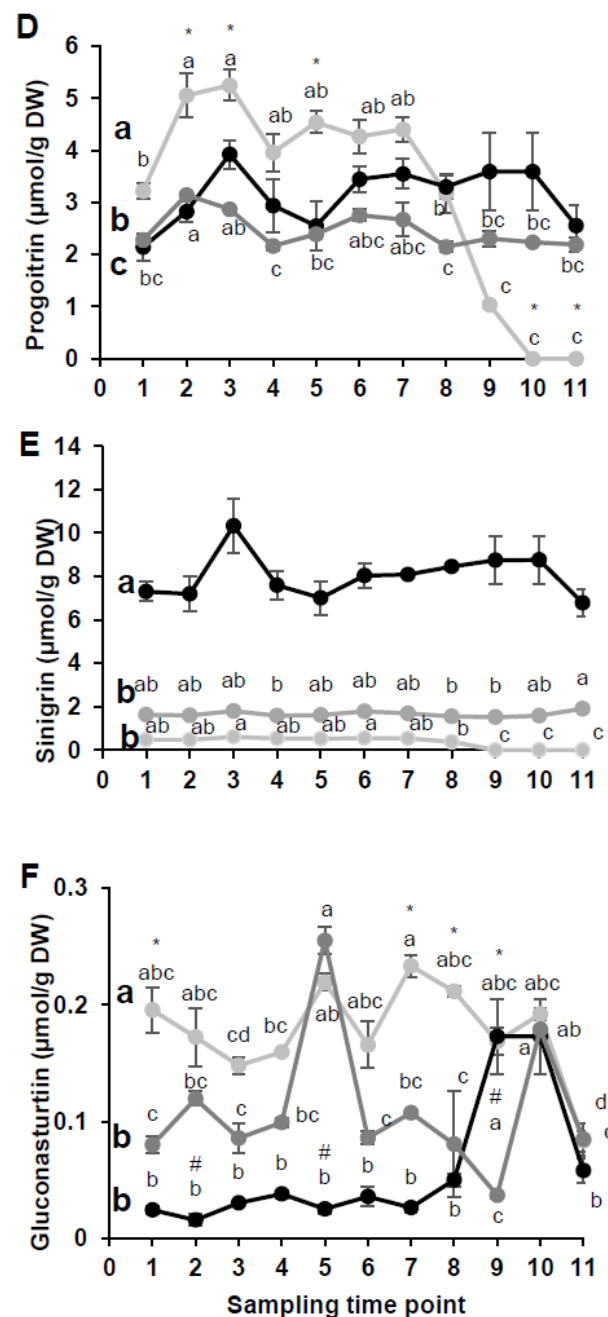 D
Progoitrin (µmol/g DW)
6
5
4
3
2
1
0
* * *
a a ab ab ab ab
a
b
b
c
b bc bc
a ab abc abc
bc c bc c bc
c
* *
c c
0 1 2 3 4 5 6 7 8 9 10 11
E
Sinigrin (µmol/g DW)
14
12
10
8
6
4
2
0
a
b
ab ab ab b ab ab ab b b ab a
b
ab ab ab ab ab a ab b c c c
0 1 2 3 4 5 6 7 8 9 10 11
F
Gluconasturtiin (µmol/g DW)
0.3
0.2
0.1
0
a
* * * *
a a
abc abc cd bc abc abc abc abc
a
ab
ab
bc
b
c c bc c bc c
# # #
a
d
c
b
b b b b b b b b c b
0 1 2 3 4 5 6 7 8 9 10 11
Sampling time point